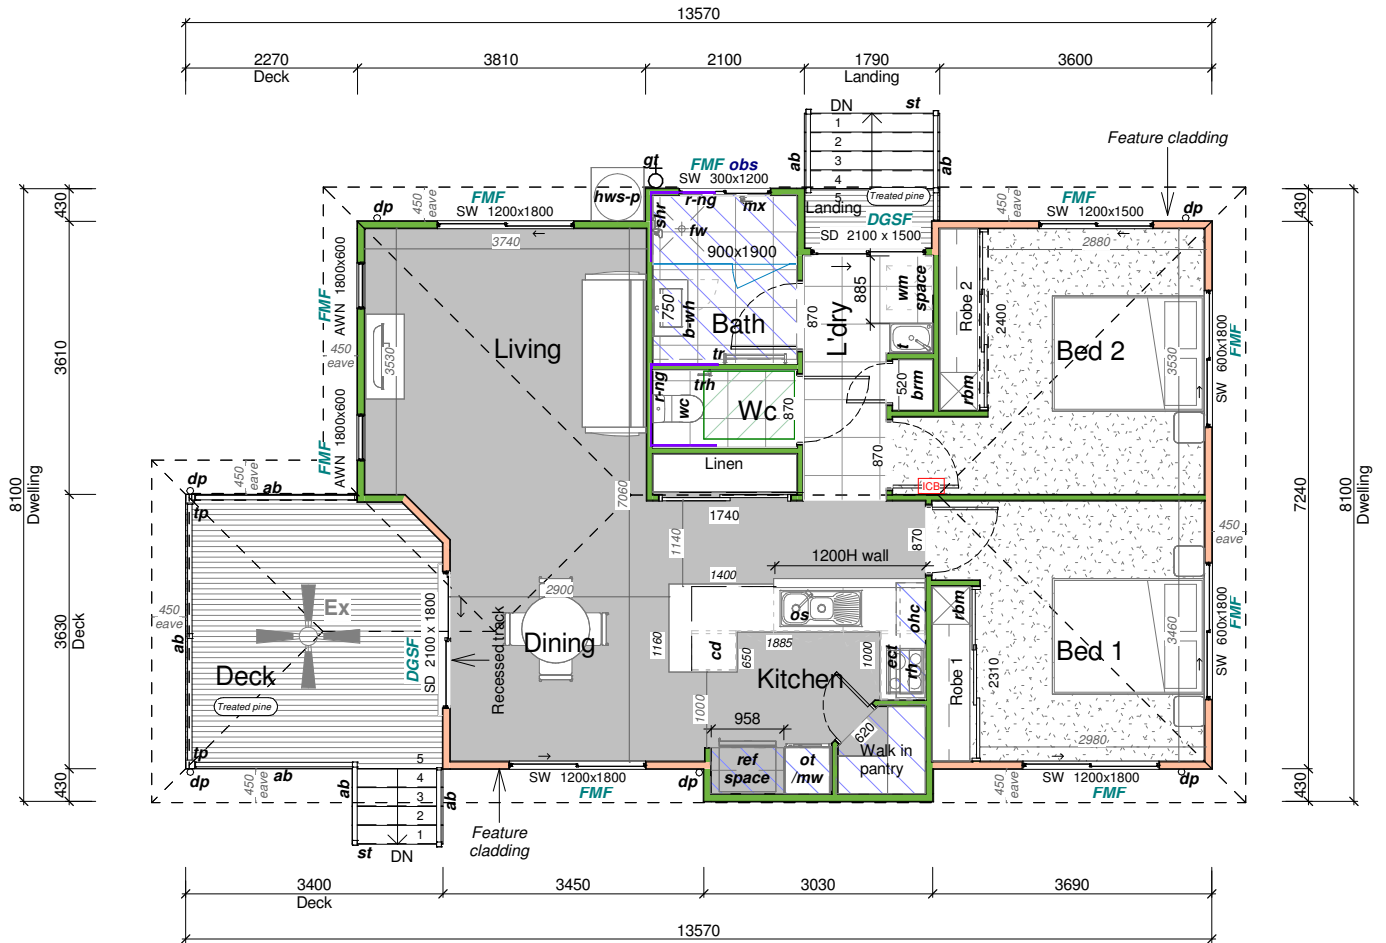 13570
2270
Deck
3810
2100
1790
Landing
3600
DN
st
1
2
3
4
5
ab
ab
Feature cladding
gt
FMF obs
SW 300x1200
hws-p
dp
450
eave
FMF
SW 1200x1800
r-ng
mx
shr
fw
900x1900
Landing
Treated pine
DGSF
SD 2100 x 1500
FMF
SW 1200x1500
dp
450
eave
430
3610
3630
Deck
430
8100
Dwelling
430
7240
430
8100
Dwelling
3740
2880
FMF
AWN 1800x600
450
eave
3530
Living
750
b-wh
Bath
tr
870
L'dry
885
wm
space
t
Robe 2
2400
rbm
Bed 2
3530
SW 600x1800
FMF
FMF
AWN 1800x600
r-ng
trh
wc
Wc
870
520
brm
870
Linen
ICB
1740
7060
1140
dp
450
eave
ab
tp
870
450
eave
1200H wall
1400
2900
os
ohc
1885
1160
cd
650
1000
ect
rh
Dining
Kitchen
Recessed track
SD 2100 x 1800
DGSF
Ex
Deck
Treated pine
450
eave
ab
rbm
Robe 1
2310
Bed 1
3460
SW 600x1800
FMF
1000
958
620
ref
space
ot
/mw
Walk in
pantry
2980
tp
dp
ab
450
eave
5
4
3
2
1
ab
ab
st
DN
SW 1200x1800
FMF
dp
Feature
cladding
450
eave
SW 1200x1800
FMF
dp
3400
Deck
3450
3030
3690
13570